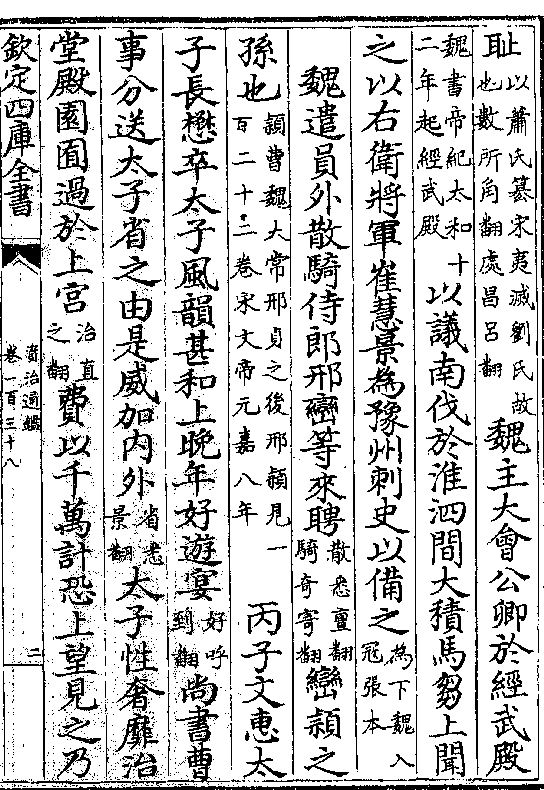 耻以蕭氏簒宋夷滅劉氏故也數所角翻處昌呂翻魏主大會公卿於經武殿
魏書帝紀太和十二年起經武殿以議南伐於淮泗間大積馬芻上聞
之以右衛將軍崔慧景為豫州刺史以備之為下魏入寇張本
魏遣員外散騎侍郎邢巒等來聘散悉亶翻騎奇寄翻巒潁之
孫也潁曹魏大常邢貞之後邢潁見一百二十二卷宋文帝元嘉八年丙子文惠太
子長懋卒太子風韻甚和上晚年好遊宴好呼到翻尚書曹
事分送太子省之由是威加内外省悉景翻太子性奢靡治
堂殿園囿過於上宫治直之翻費以千萬計恐上望見之乃
欽定四庫全書
資治通鑑
卷一百三十八
二